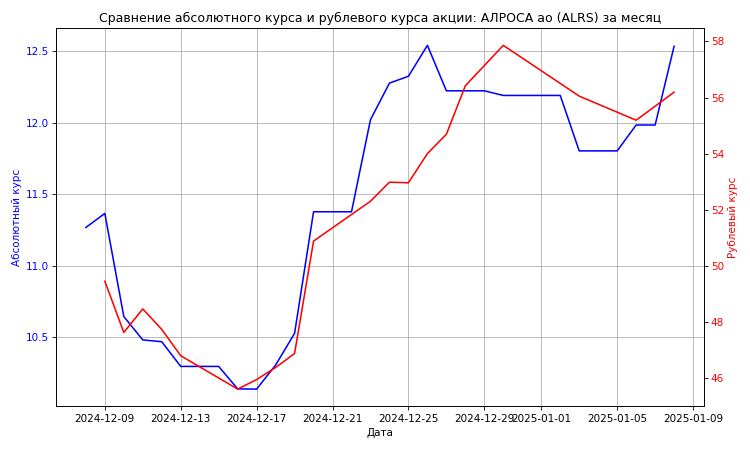 Сравнение абсолютного курса и рублевого курса акции: АЛРОСА ао (ALRS) за месяц
Абсолютный курс
12.5
12.0
11.5
11.0
10.5
58
56
54
52
50
48
46
Рублевый курс
2024-12-09 2024-12-13 2024-12-17 2024-12-21 2024-12-25 2024-12-29 2025-01-01 2025-01-05 2025-01-09
Дата